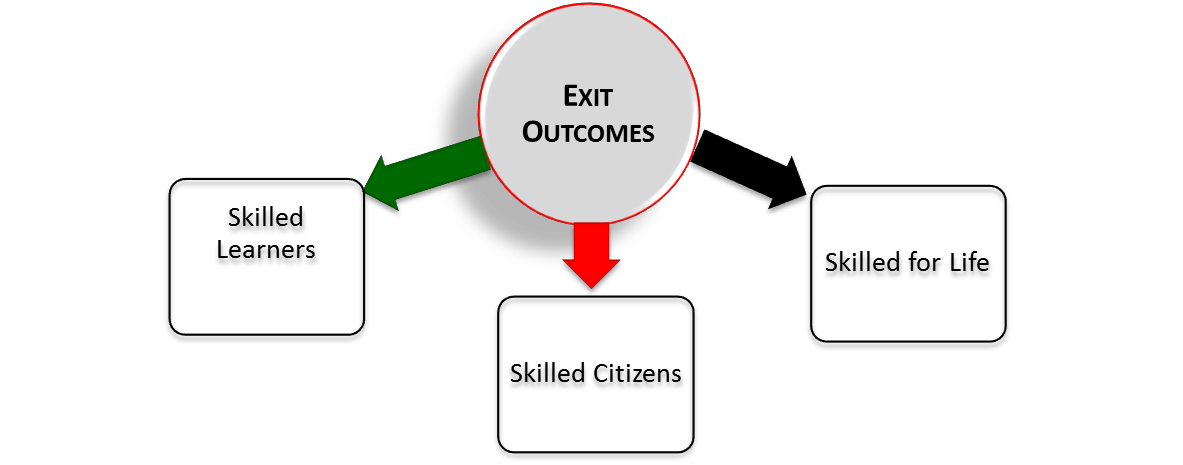 EXIT
OUTCOMES
Skilled
Learners
Skilled for Life
Skilled Citizens